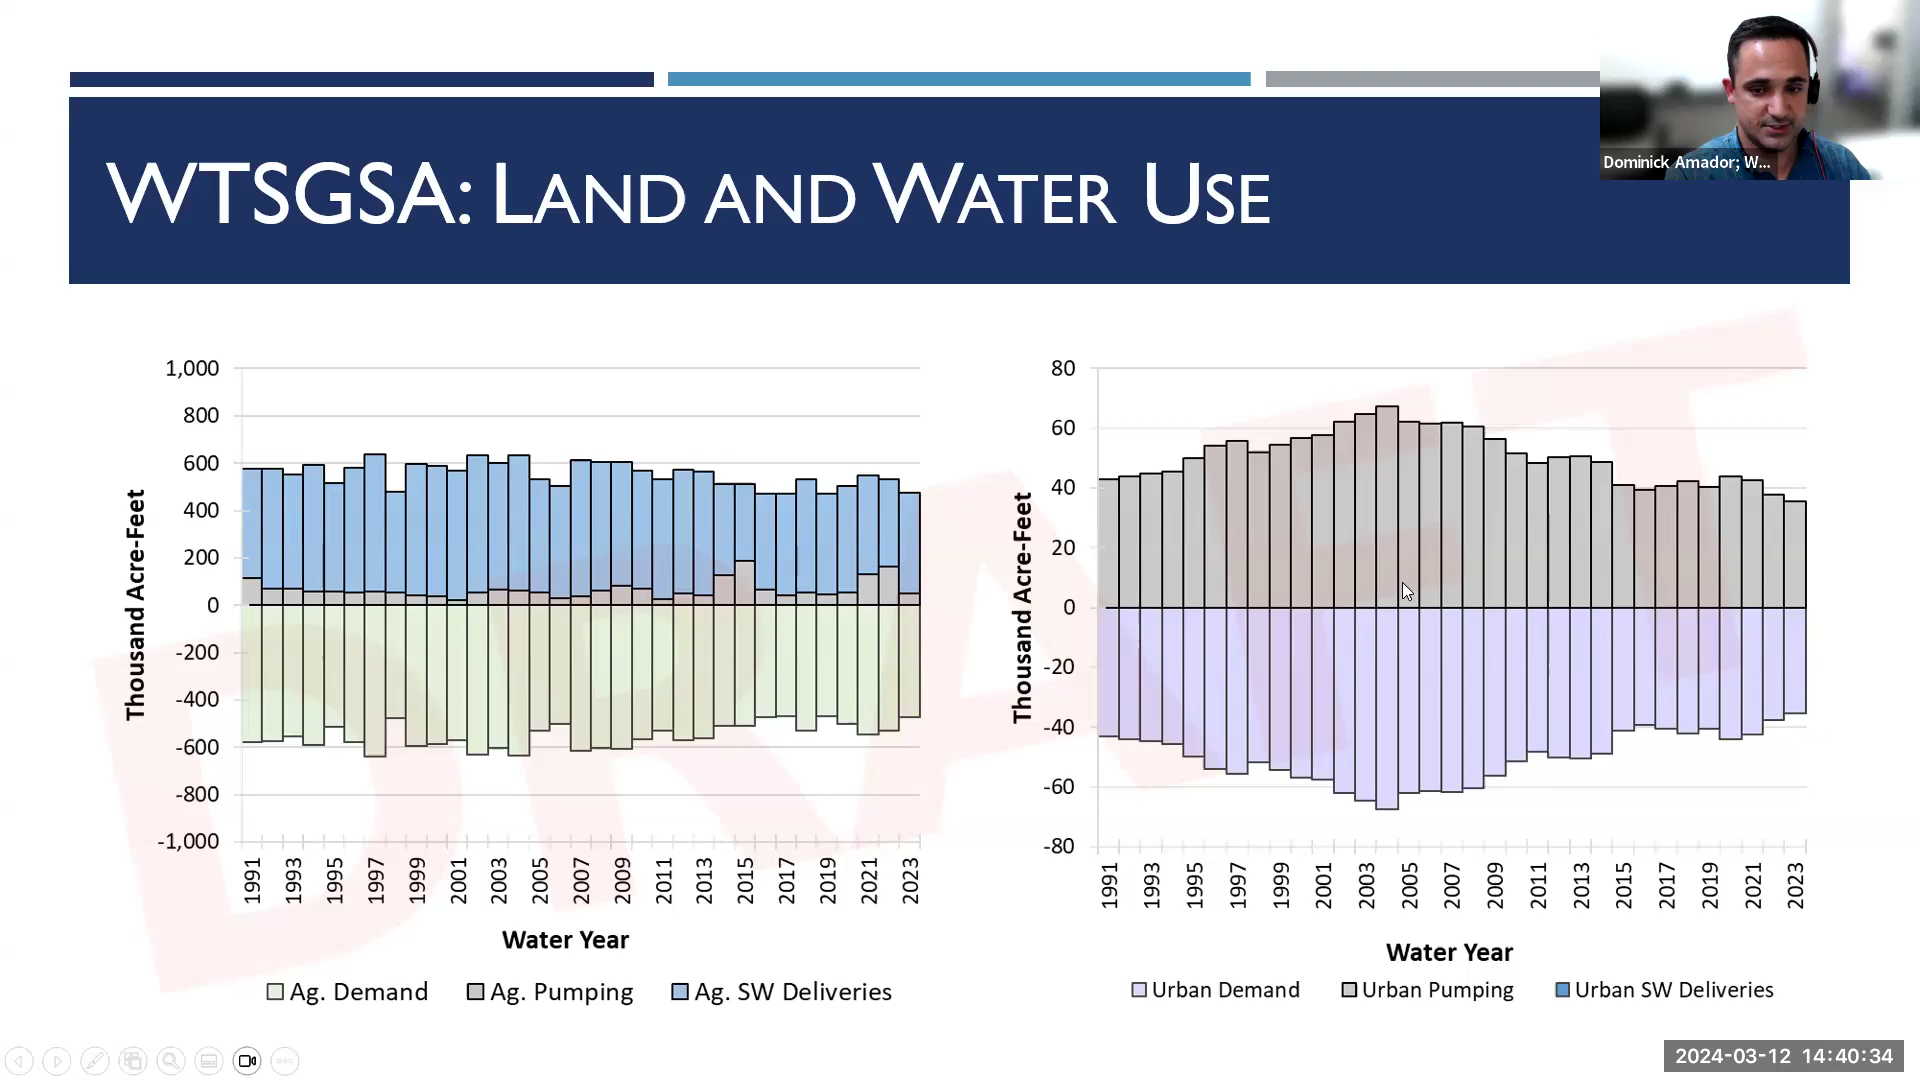 WTSGSA: LAND AND WATER USE
Dominick Amador; W...
1,000
800
600
400
200
0
-200
-400
-600
-800
-1,000
Thousand Acre-Feet
1991 1993 1995 1997 1999 2001 2003 2005 2007 2009 2011 2013 2015 2017 2019 2021 2023
Water Year
Ag. Demand Ag. Pumping Ag. SW Deliveries
80
60
40
20
0
-20
-40
-60
-80
Thousand Acre-Feet
1991 1993 1995 1997 1999 2001 2003 2005 2007 2009 2011 2013 2015 2017 2019 2021 2023
Water Year
Urban Demand Urban Pumping Urban SW Deliveries
DRAFT
2024-03-12 14:40:34